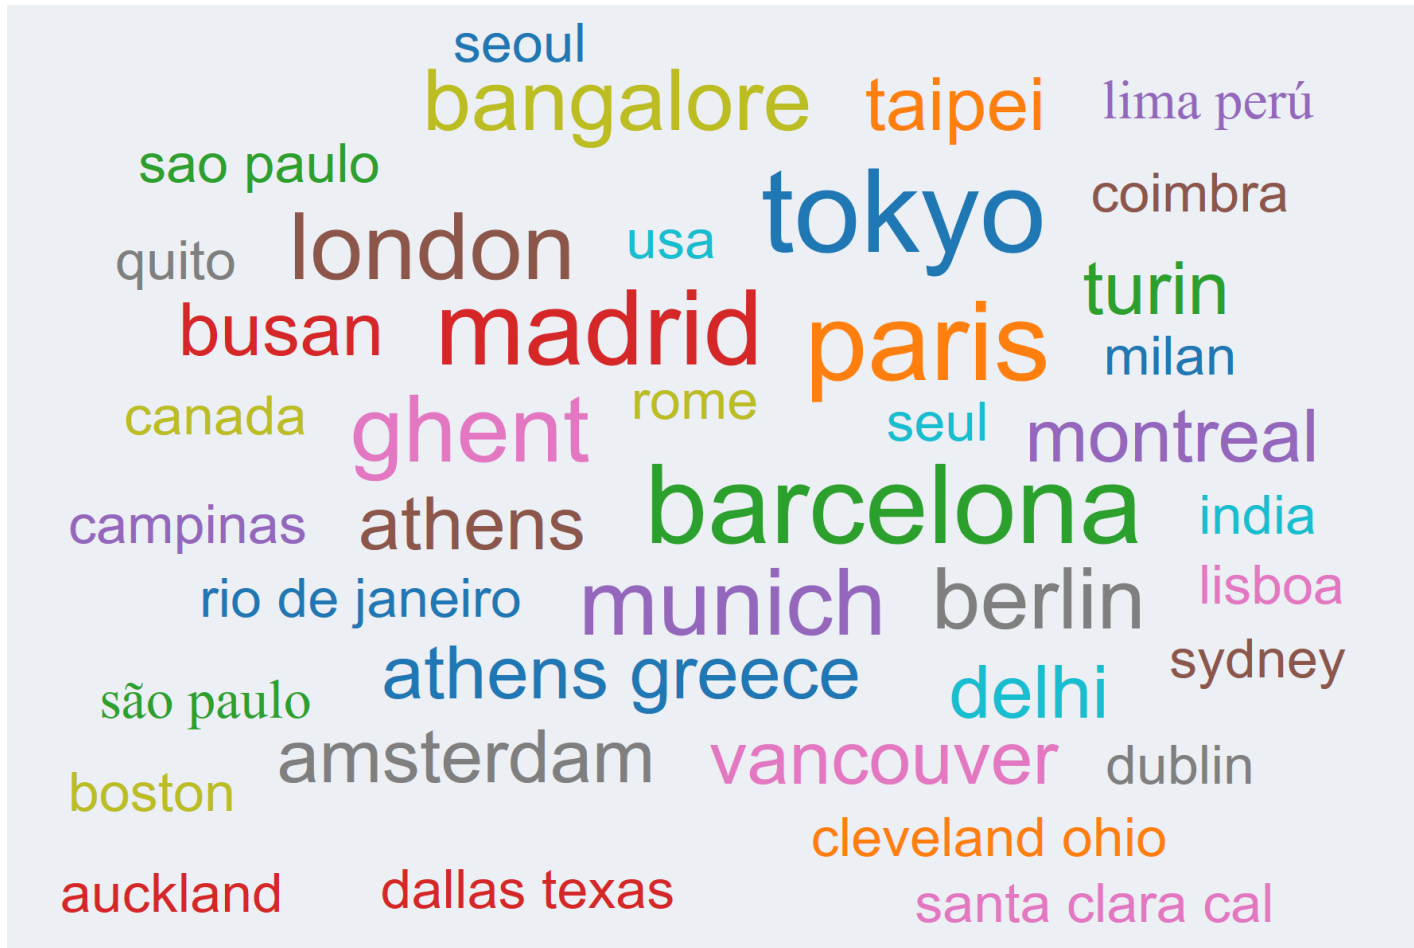 seoul
bangalore
taipei
lima perú
sao paulo
coimbra
tokyo
london
usa
quito
turin
busan
madrid
paris
milan
canada
ghent
rome
seul
montreal
campinas
athens
barcelona
india
rio de janeiro
munich
berlin
lisboa
são paulo
athens greece
delhi
sydney
boston
amsterdam
vancouver
dublin
cleveland ohio
auckland
dallas texas
santa clara cal